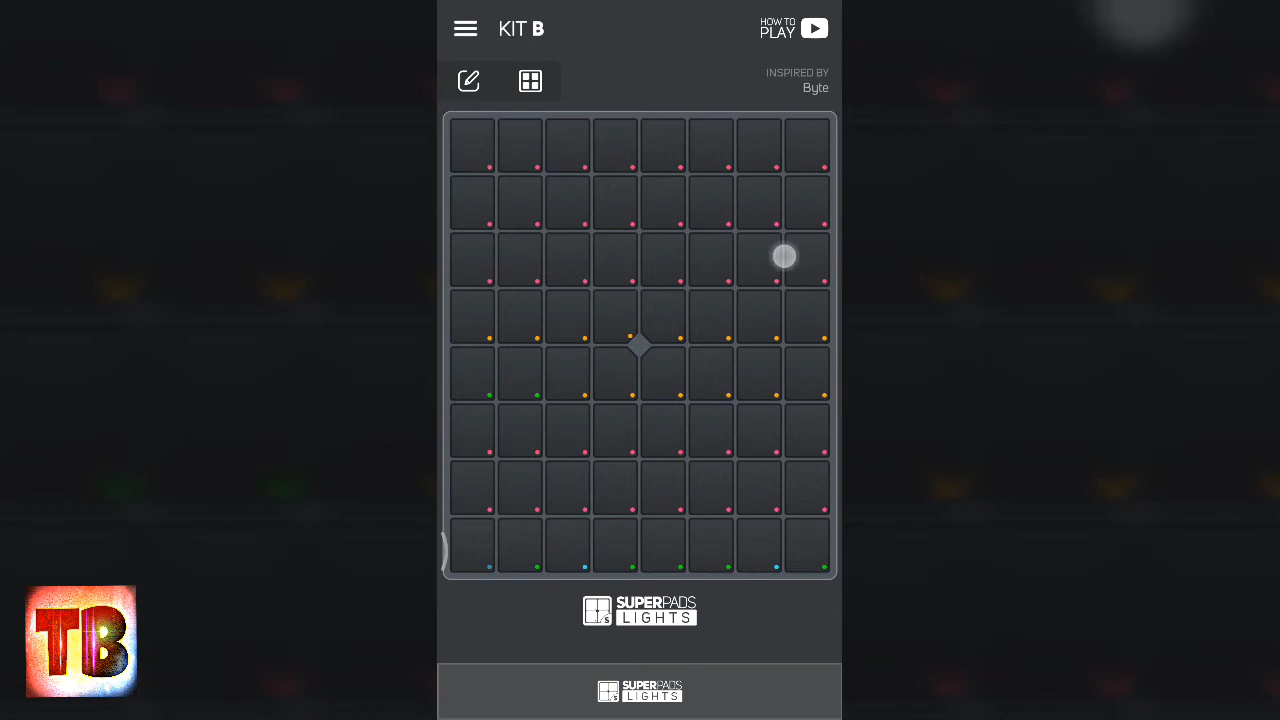 KIT B
HOW TO
PLAY
INSPIRED BY
Byte
SUPERPADS
LIGHTS
SUPERPADS
LIGHTS
TB